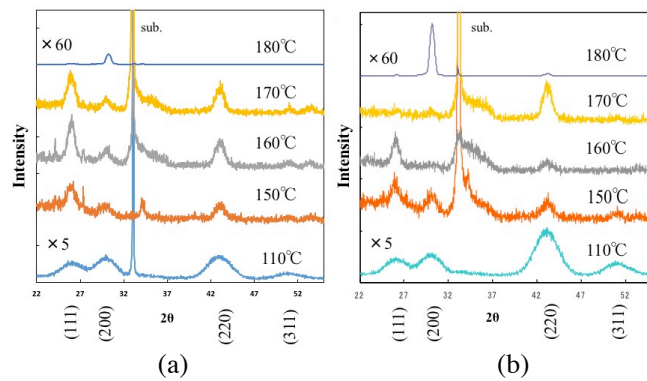 (a)
Intensity
sub.
×60
180℃
170℃
160℃
150℃
×5
110℃
22 27 33 37 42 47 52
2θ
(111) (200) (220) (311)
(b)
Intensity
sub.
×60
180℃
170℃
160℃
150℃
×5
110℃
22 27 33 37 42 47 52
2θ
(111) (200) (220) (311)
(a) (b)